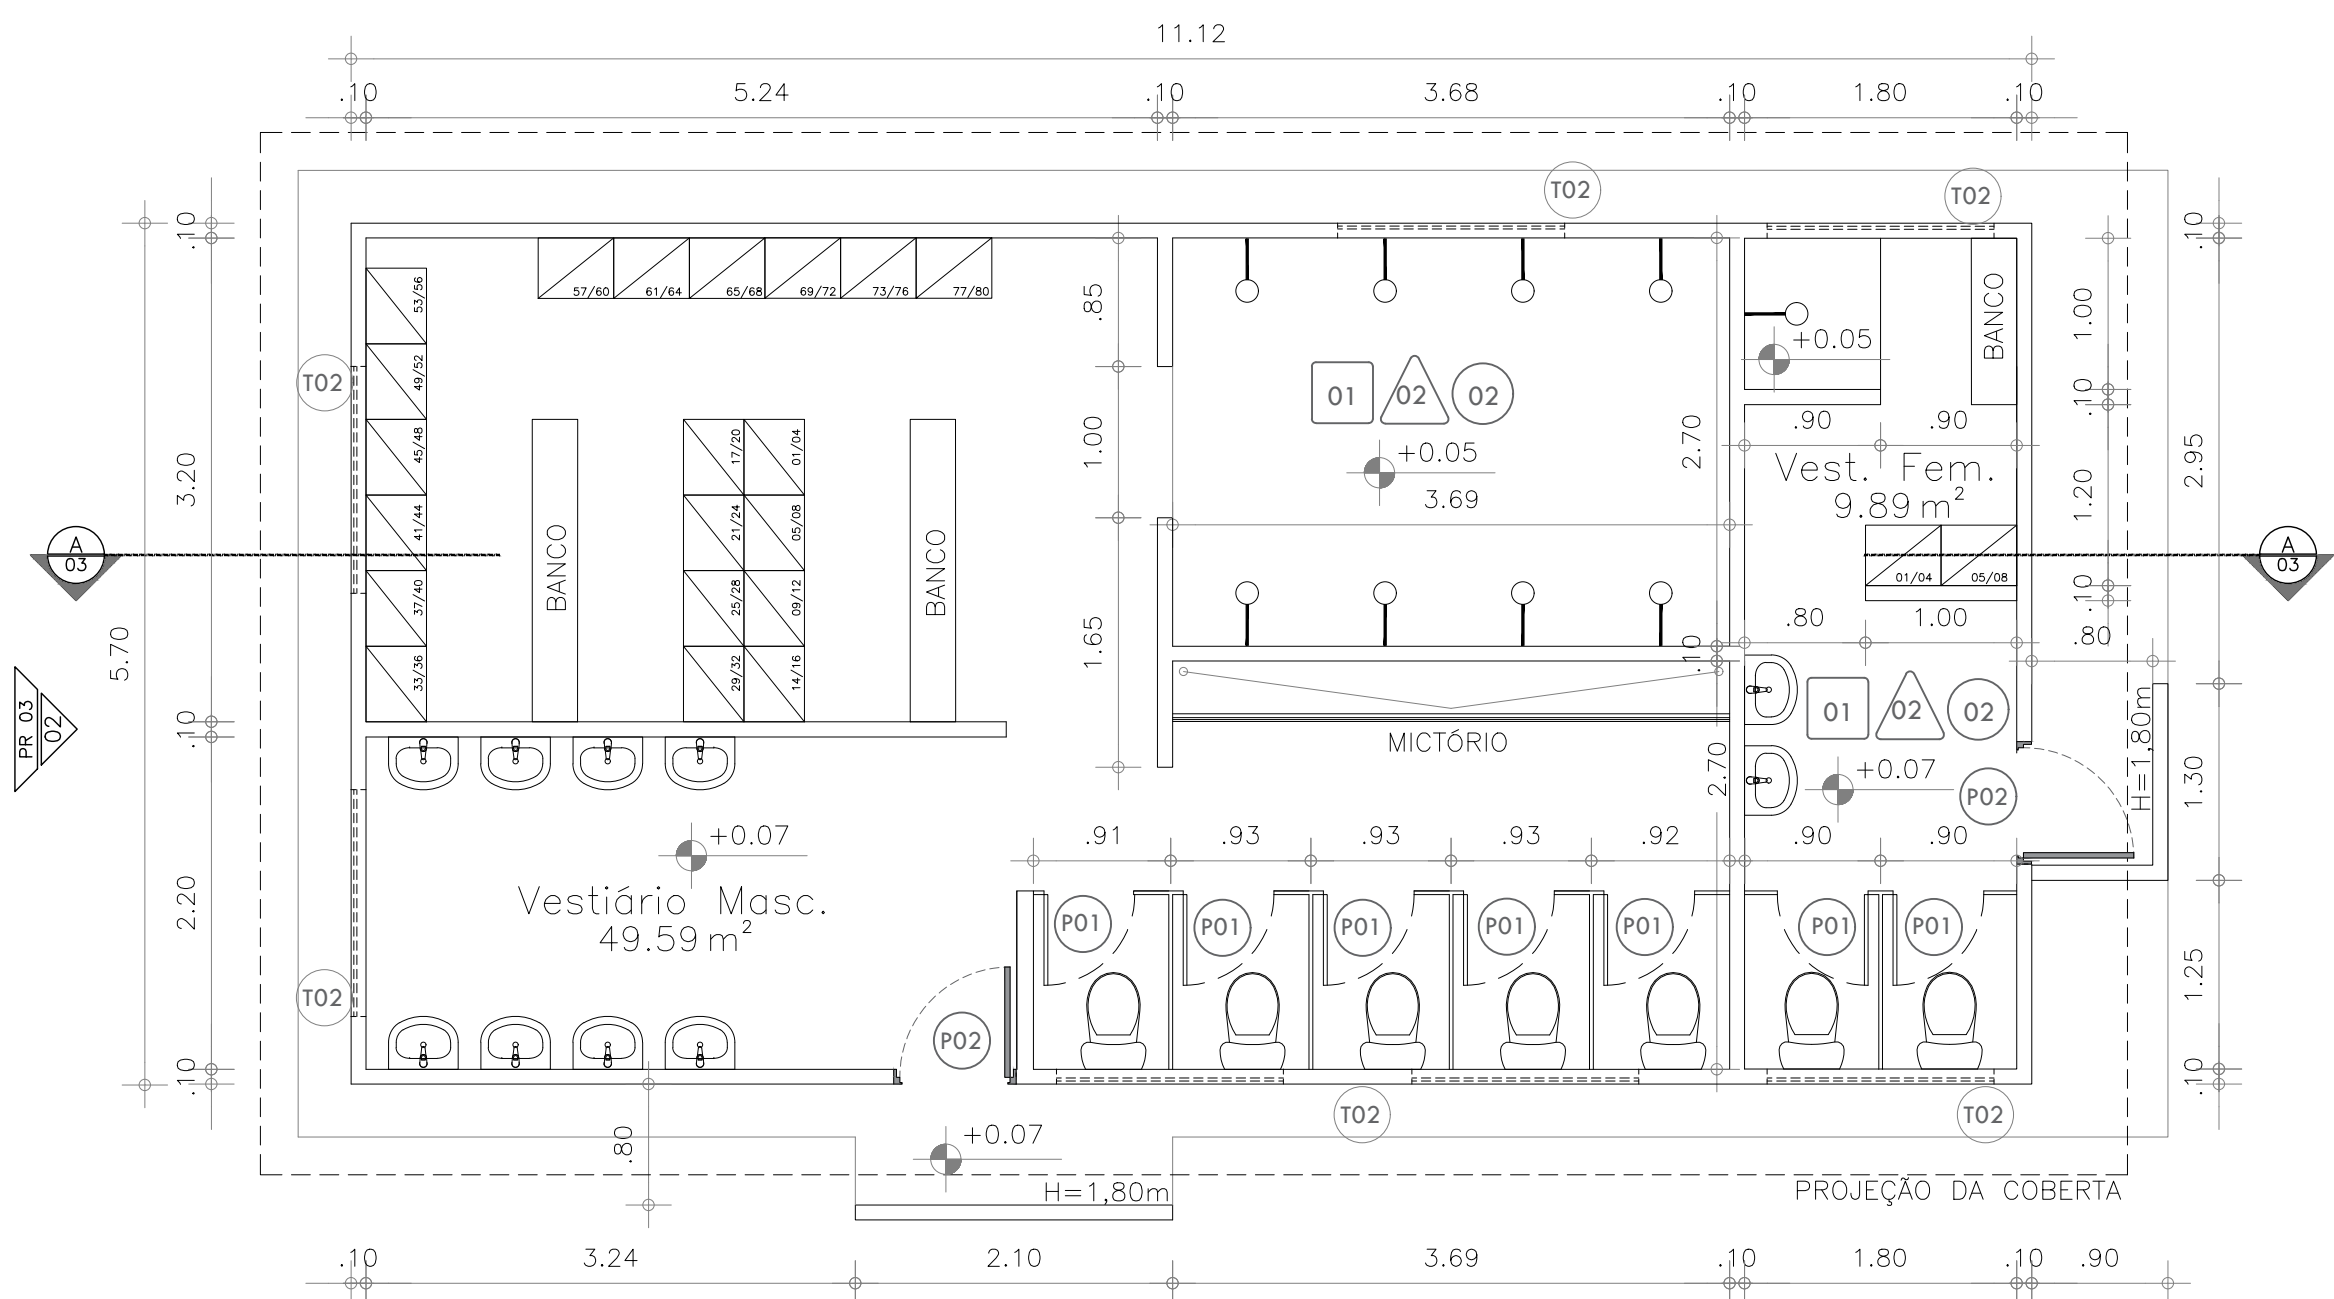 11.12
.10 5.24 .10 3.68 .10 1.80 .10
T02 T02
.10 .10
57/60 61/64 65/68 69/72 73/76 77/80
53/56
.85
1.00
BANCO
+0.05
T02
49/52
01 02 02
.10
.90 .90
45/48
17/20 01/04
1.00
2.70
+0.05
3.69
Vest. Fem.
9.89 m²
3.20
2.95
1.20
41/44
21/24 05/08
A
03
BANCO
BANCO
A
03
01/04 05/08
37/40
25/28 09/12
.10
.80 1.00
.80
5.70
1.65
.10
33/36
29/32 14/16
PR 03
02
.10
01 02 02
H=1,80m
MICTÓRIO
2.70
+0.07
P02
1.30
+0.07
.91 .93 .93 .93 .92 .90 .90
2.20
Vestiário Masc.
49.59 m²
P01 P01 P01 P01 P01 P01 P01
1.25
T02
P02
.10 .10
T02 T02
.80
+0.07
H=1,80m
PROJEÇÃO DA COBERTA
.10 3.24 2.10 3.69 .10 1.80 .10 .90